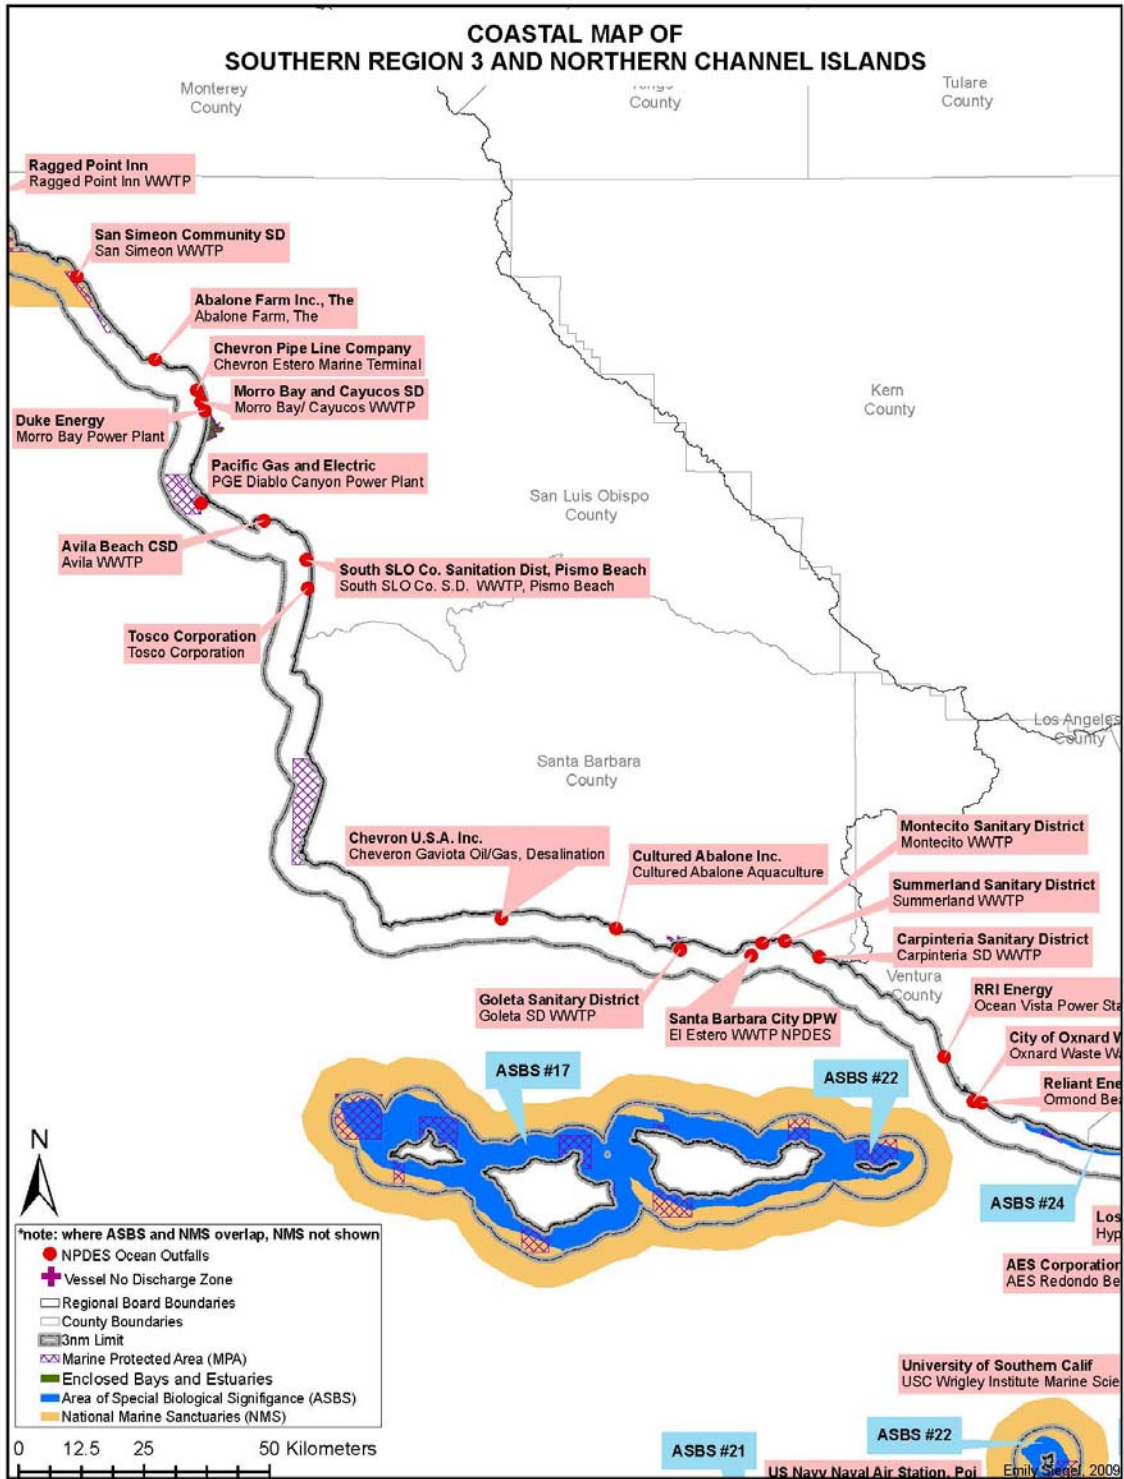 COASTAL MAP OF
SOUTHERN REGION 3 AND NORTHERN CHANNEL ISLANDS
Monterey
County
County
Tulare
County
Ragged Point Inn
Ragged Point Inn WWTP
San Simeon Community SD
San Simeon WWTP
Abalone Farm Inc., The
Abalone Farm, The
Chevron Pipe Line Company
Chevron Estero Marine Terminal
Morro Bay and Cayucos SD
Morro Bay/ Cayucos WWTP
Kern
County
Duke Energy
Morro Bay Power Plant
Pacific Gas and Electric
PGE Diablo Canyon Power Plant
San Luis Obispo
County
Avila Beach CSD
Avila WWTP
South SLO Co. Sanitation Dist, Pismo Beach
South SLO Co. S.D. WWTP, Pismo Beach
Tosco Corporation
Tosco Corporation
Los Angeles
County
Santa Barbara
County
Chevron U.S.A. Inc.
Cheveron Gaviota Oil/Gas, Desalination
Cultured Abalone Inc.
Cultured Abalone Aquaculture
Montecito Sanitary District
Montecito WWTP
Summerland Sanitary District
Summerland WWTP
Carpinteria Sanitary District
Carpinteria SD WWTP
Ventura
County
Goleta Sanitary District
Goleta SD WWTP
Santa Barbara City DPW
El Estero WWTP NPDES
RRI Energy
Ocean Vista Power Sta
City of Oxnard W
Oxnard Waste Wa
Reliant Ene
Ormond Bea
ASBS #17
ASBS #22
ASBS #24
Los
Hyp
AES Corporation
AES Redondo Be
N
*note: where ASBS and NMS overlap, NMS not shown
NPDES Ocean Outfalls
Vessel No Discharge Zone
Regional Board Boundaries
County Boundaries
3nm Limit
Marine Protected Area (MPA)
Enclosed Bays and Estuaries
Area of Special Biological Signifigance (ASBS)
National Marine Sanctuaries (NMS)
0 12.5 25 50 Kilometers
University of Southern Calif
USC Wrigley Institute Marine Scie
ASBS #22
ASBS #21
US Navy Naval Air Station, Poi
Emily Siegel, 2009